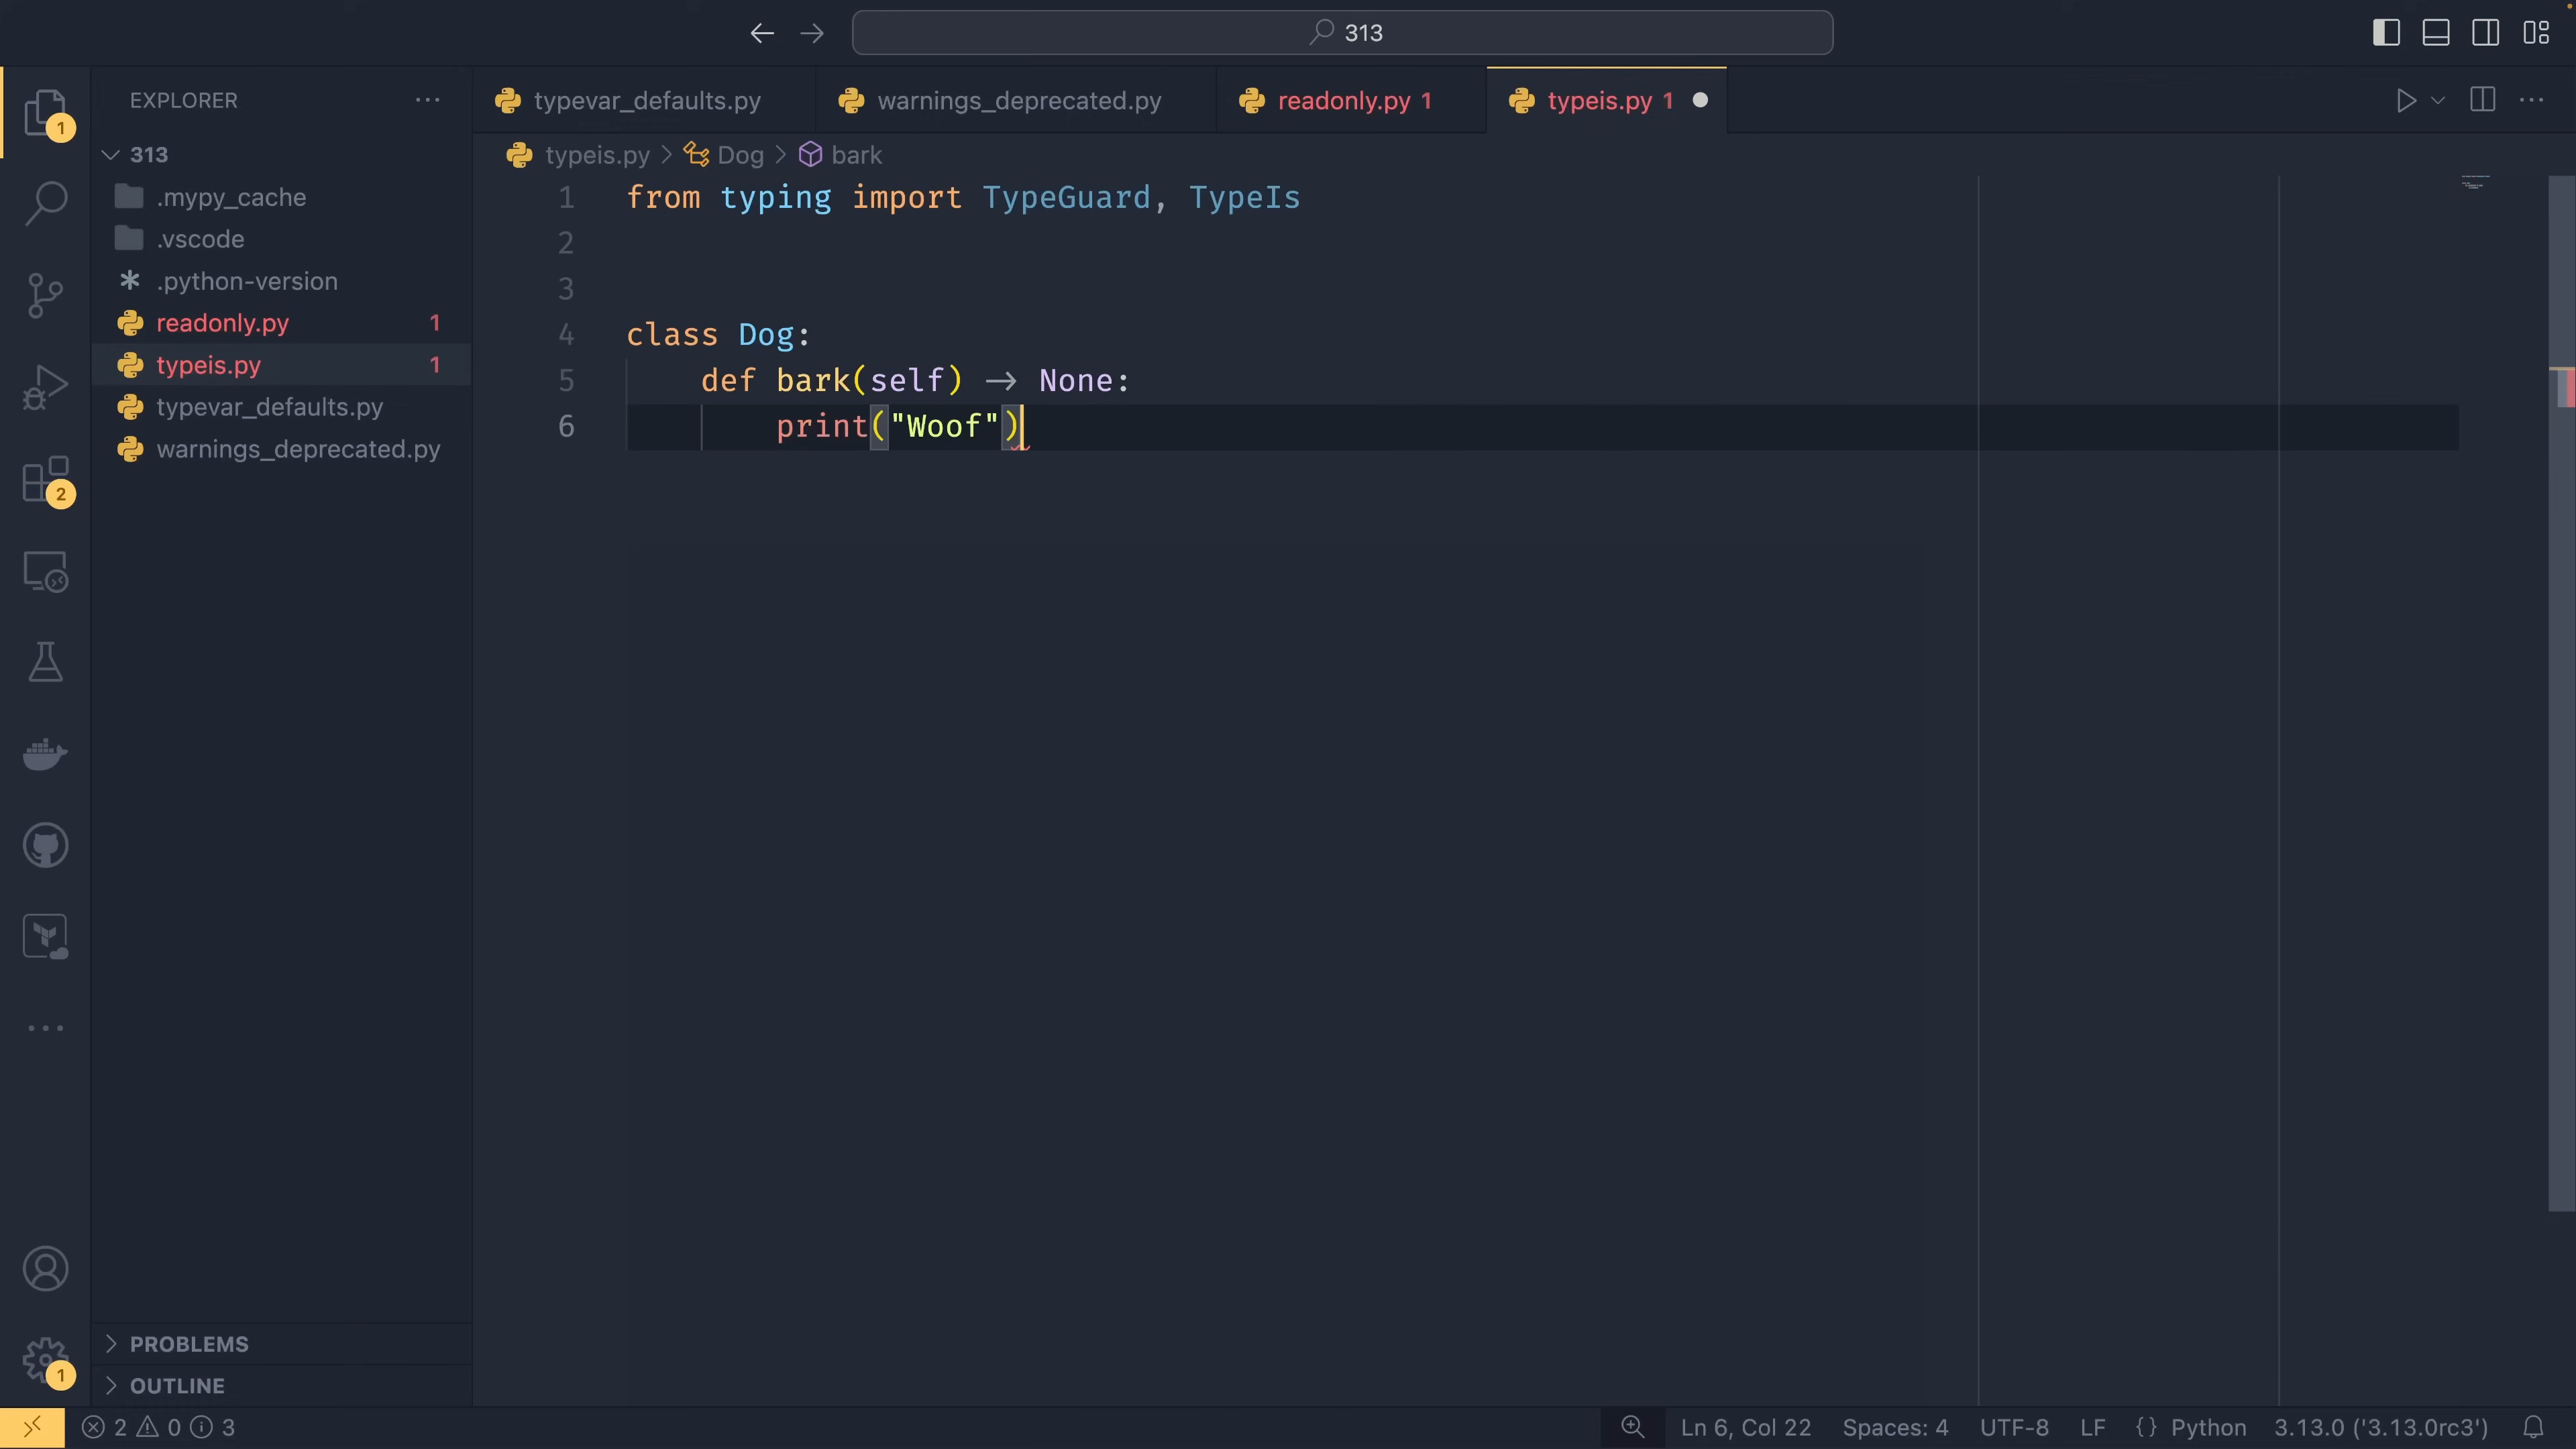 313
EXPLORER
typevar_defaults.py
warnings_deprecated.py
readonly.py 1
typeis.py 1
1
313
typeis.py > Dog > bark
.mypy_cache
.vscode
.python-version
readonly.py 1
typeis.py 1
typevar_defaults.py
warnings_deprecated.py
2
1 from typing import TypeGuard, TypeIs
2
3
4 class Dog:
5 def bark(self) → None:
6 print("Woof")
PROBLEMS
1
OUTLINE
2 0 3
Ln 6, Col 22 Spaces: 4 UTF-8 LF {} Python 3.13.0 ('3.13.0rc3')